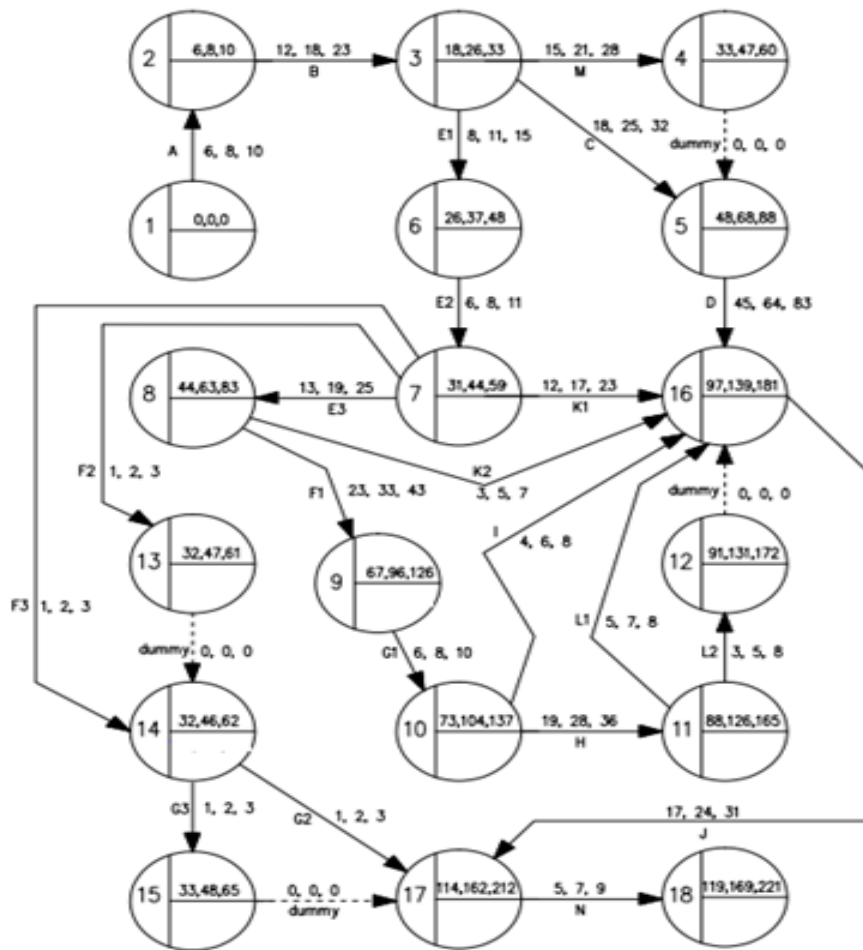 2 6,8,10
12, 18, 23
B
3 18,26,33
15, 21, 28
M
4 33,47,60
A 6, 8, 10
E1 8, 11, 15
18, 25, 32
C
dummy 0, 0, 0
1 0,0,0
6 26,37,48
5 48,68,88
E2 6, 8, 11
D 45, 64, 83
8 44,63,83
13, 19, 25
E3
7 31,44,59
12, 17, 23
K1
16 97,139,181
F2 1, 2, 3
F1 23, 33, 43
K2
3, 5, 7
dummy 0, 0, 0
I 4, 6, 8
13 32,47,61
9 67,96,126
12 91,131,172
F3 1, 2, 3
dummy 0, 0, 0
G1 6, 8, 10
L1 5, 7, 8
L2 3, 5, 8
14 32,46,62
10 73,104,137
19, 28, 36
H
11 88,126,165
G3 1, 2, 3
G2 1, 2, 3
17, 24, 31
J
15 33,48,65
0, 0, 0
dummy
17 114,162,212
5, 7, 9
N
18 119,169,221